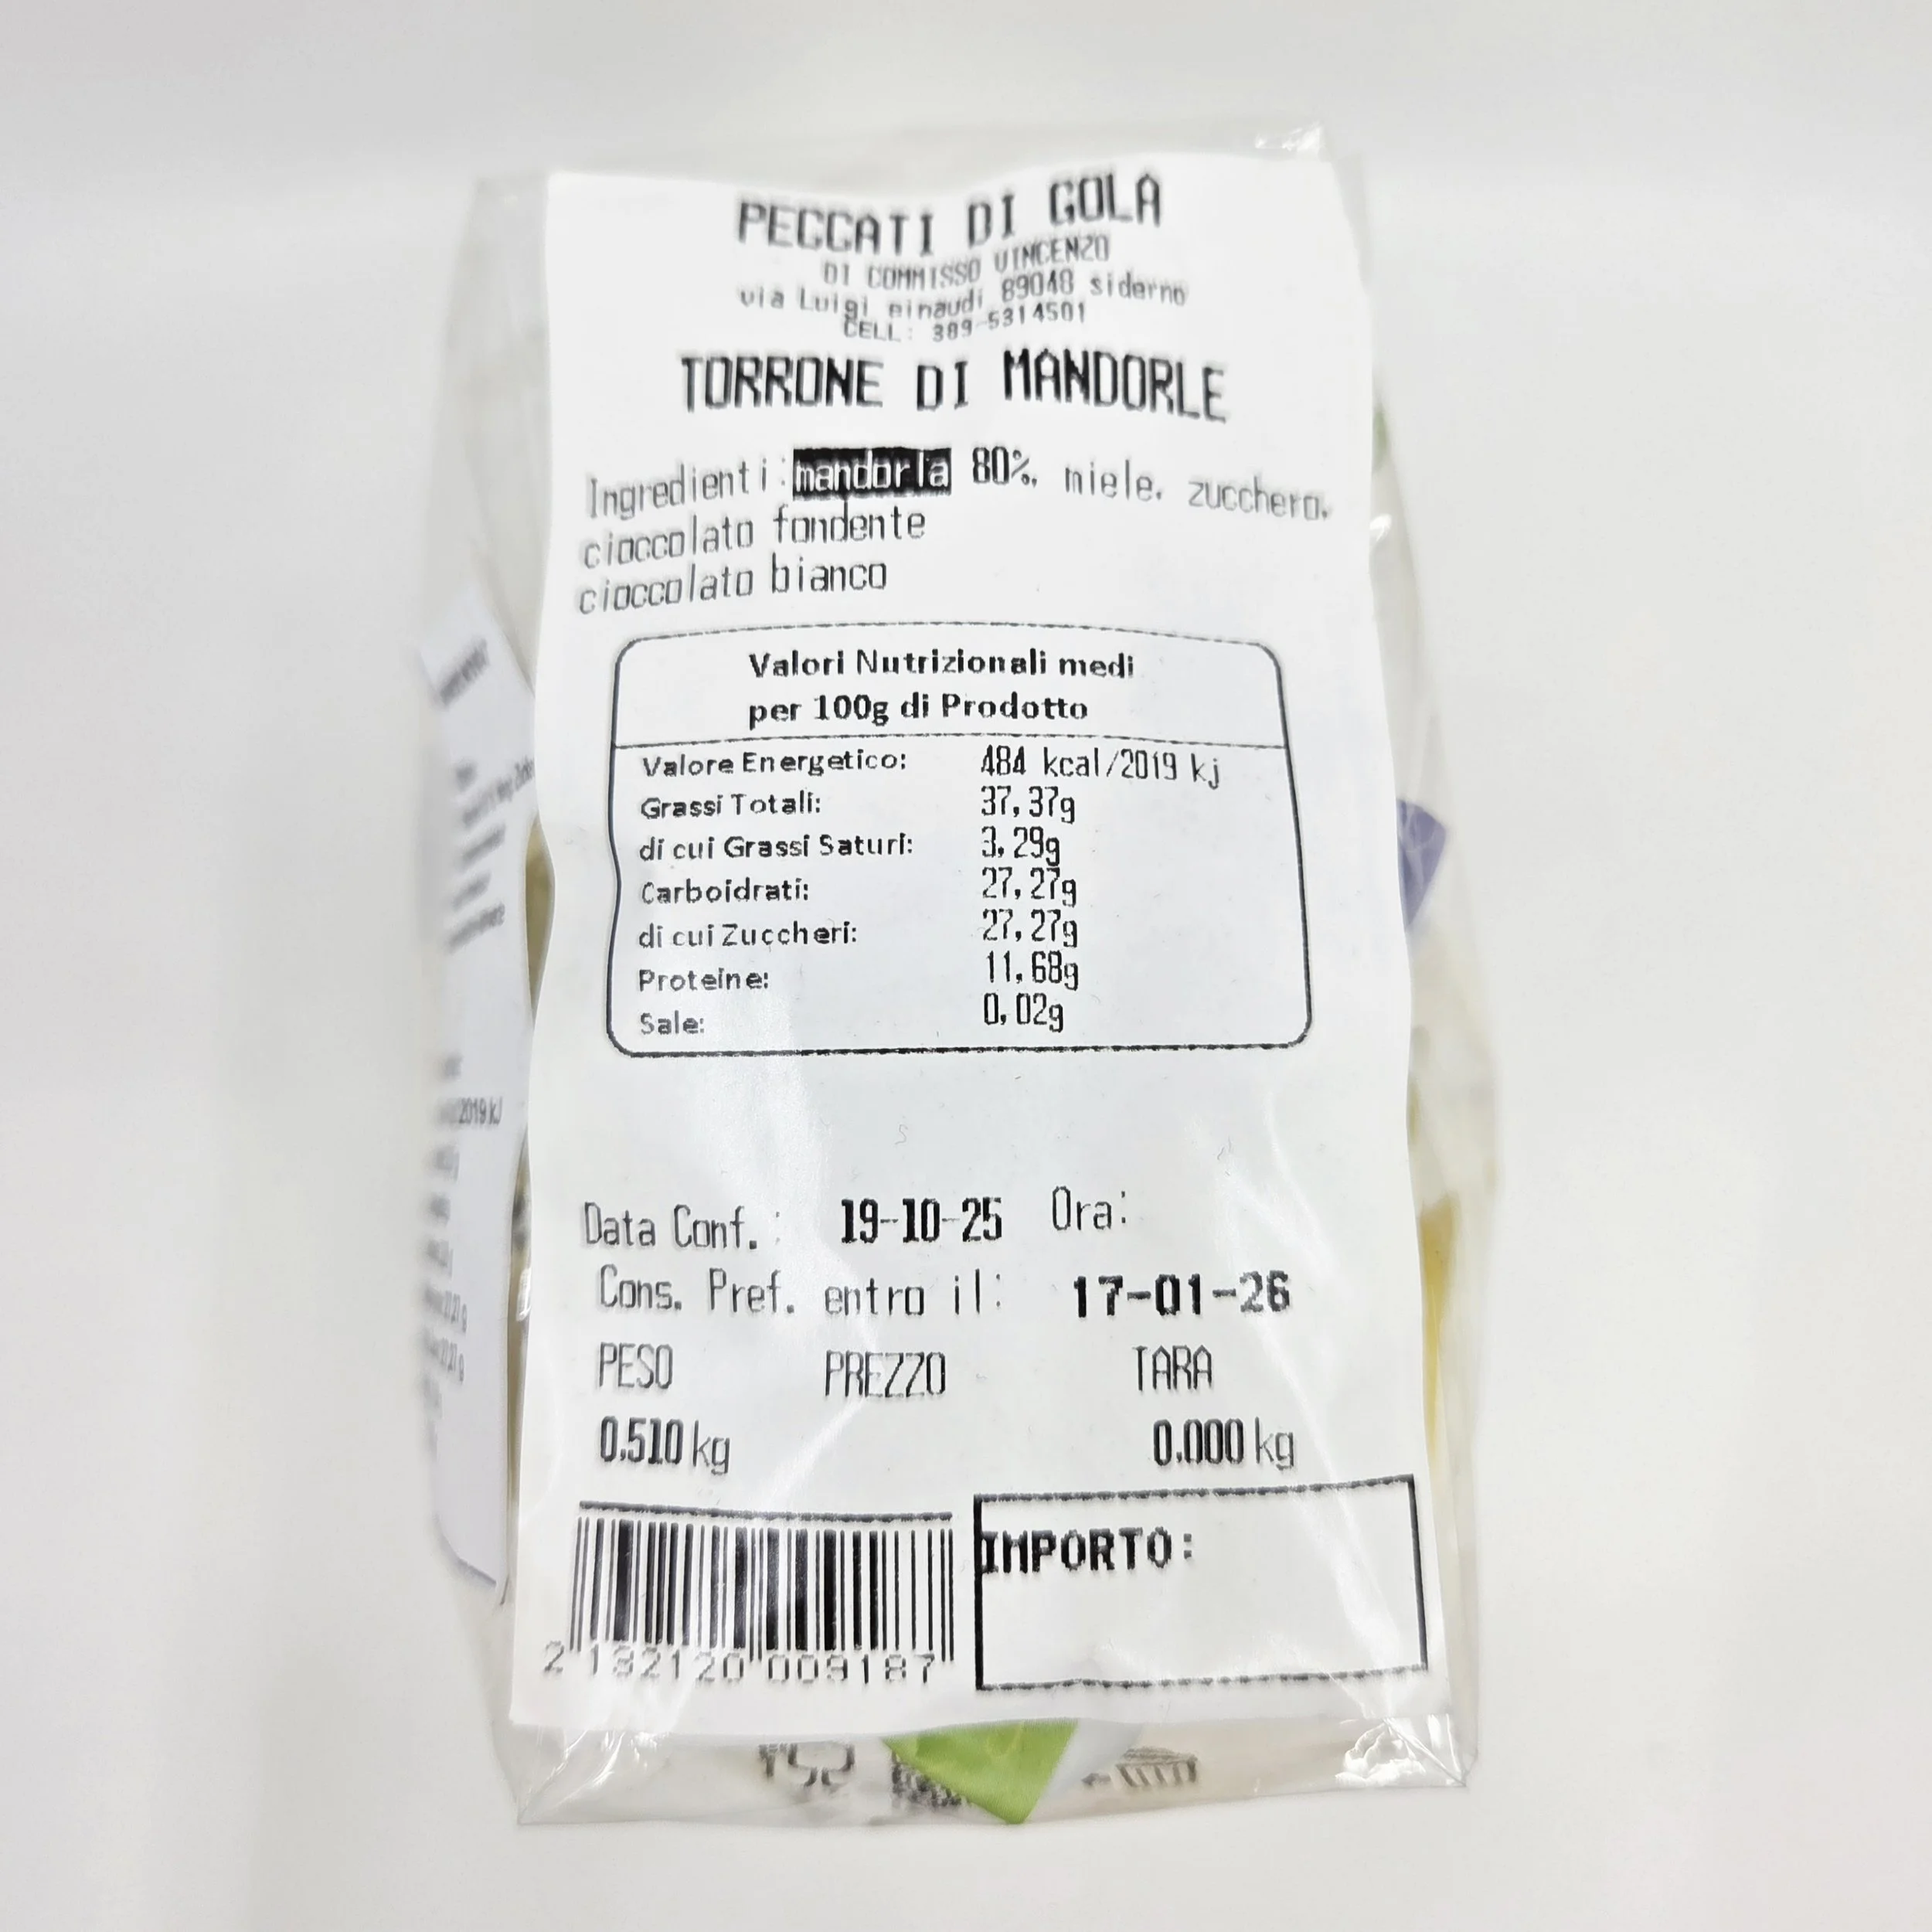 PECCATI DI GOLA
DI COMMISSO VINCENZO
via Luigi einaudi 89048 siderno
CELL: 389-5314501
TORRONE DI MANDORLE
Ingredienti:mandorla 80%, miele, zucchero,
cioccolato fondente
cioccolato bianco
Valori Nutrizionali medi
per 100g di Prodotto
Valore Energetico: 484 kcal/2019 kj
Grassi Totali: 37,37g
di cui Grassi Saturi: 3,29g
Carboidrati: 27,27g
di cui Zuccheri: 27,27g
Proteine: 11,68g
Sale: 0,02g
Data Conf.: 19-10-25 Ora:
Cons. Pref. entro il: 17-01-26
PESO PREZZO TARA
0.510 kg 0.000 kg
IMPORTO:
2 132120 009187
2019 kJ